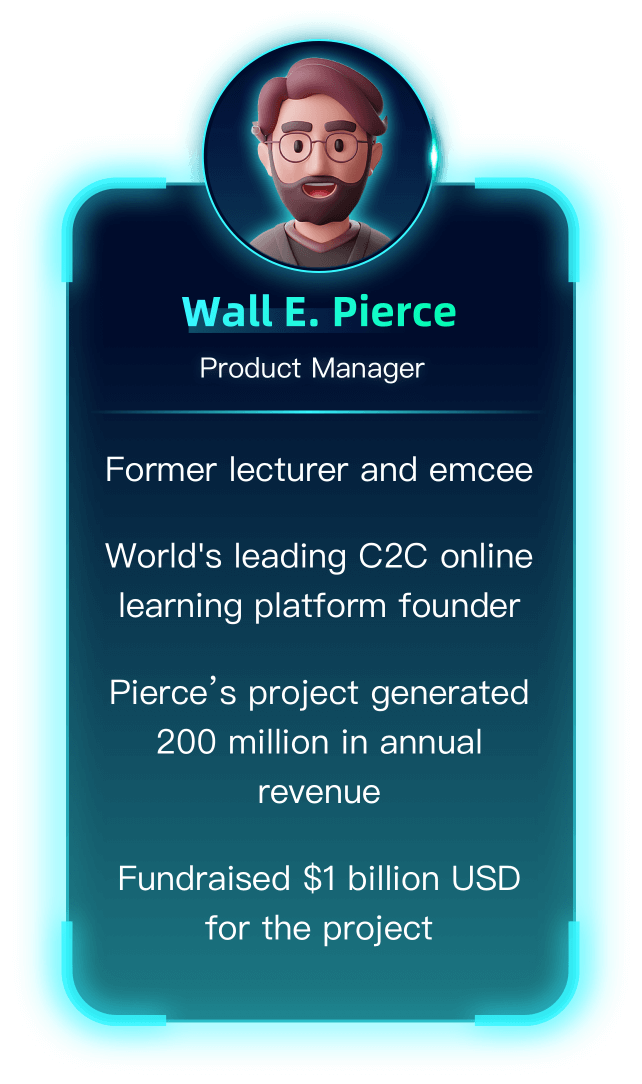 Wall E. Pierce
Product Manager
Former lecturer and emcee
World's leading C2C online
learning platform founder
Pierce’s project generated
200 million in annual
revenue
Fundraised $1 billion USD
for the project